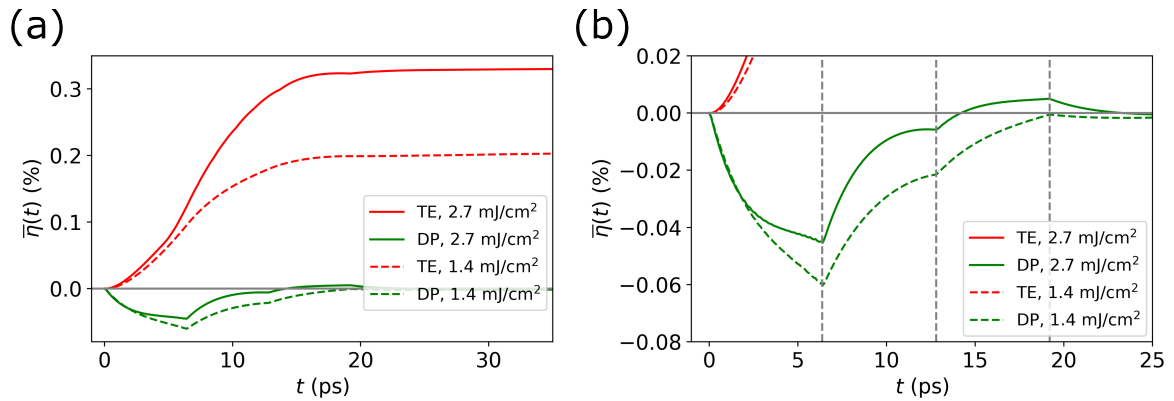 (a)
0.3
0.2
0.1
0.0
η̅(t) (%)
TE, 2.7 mJ/cm²
DP, 2.7 mJ/cm²
TE, 1.4 mJ/cm²
DP, 1.4 mJ/cm²
0 10 20 30
t (ps)
(b)
0.02
0.00
−0.02
−0.04
−0.06
−0.08
η̅(t) (%)
TE, 2.7 mJ/cm²
DP, 2.7 mJ/cm²
TE, 1.4 mJ/cm²
DP, 1.4 mJ/cm²
0 5 10 15 20 25
t (ps)